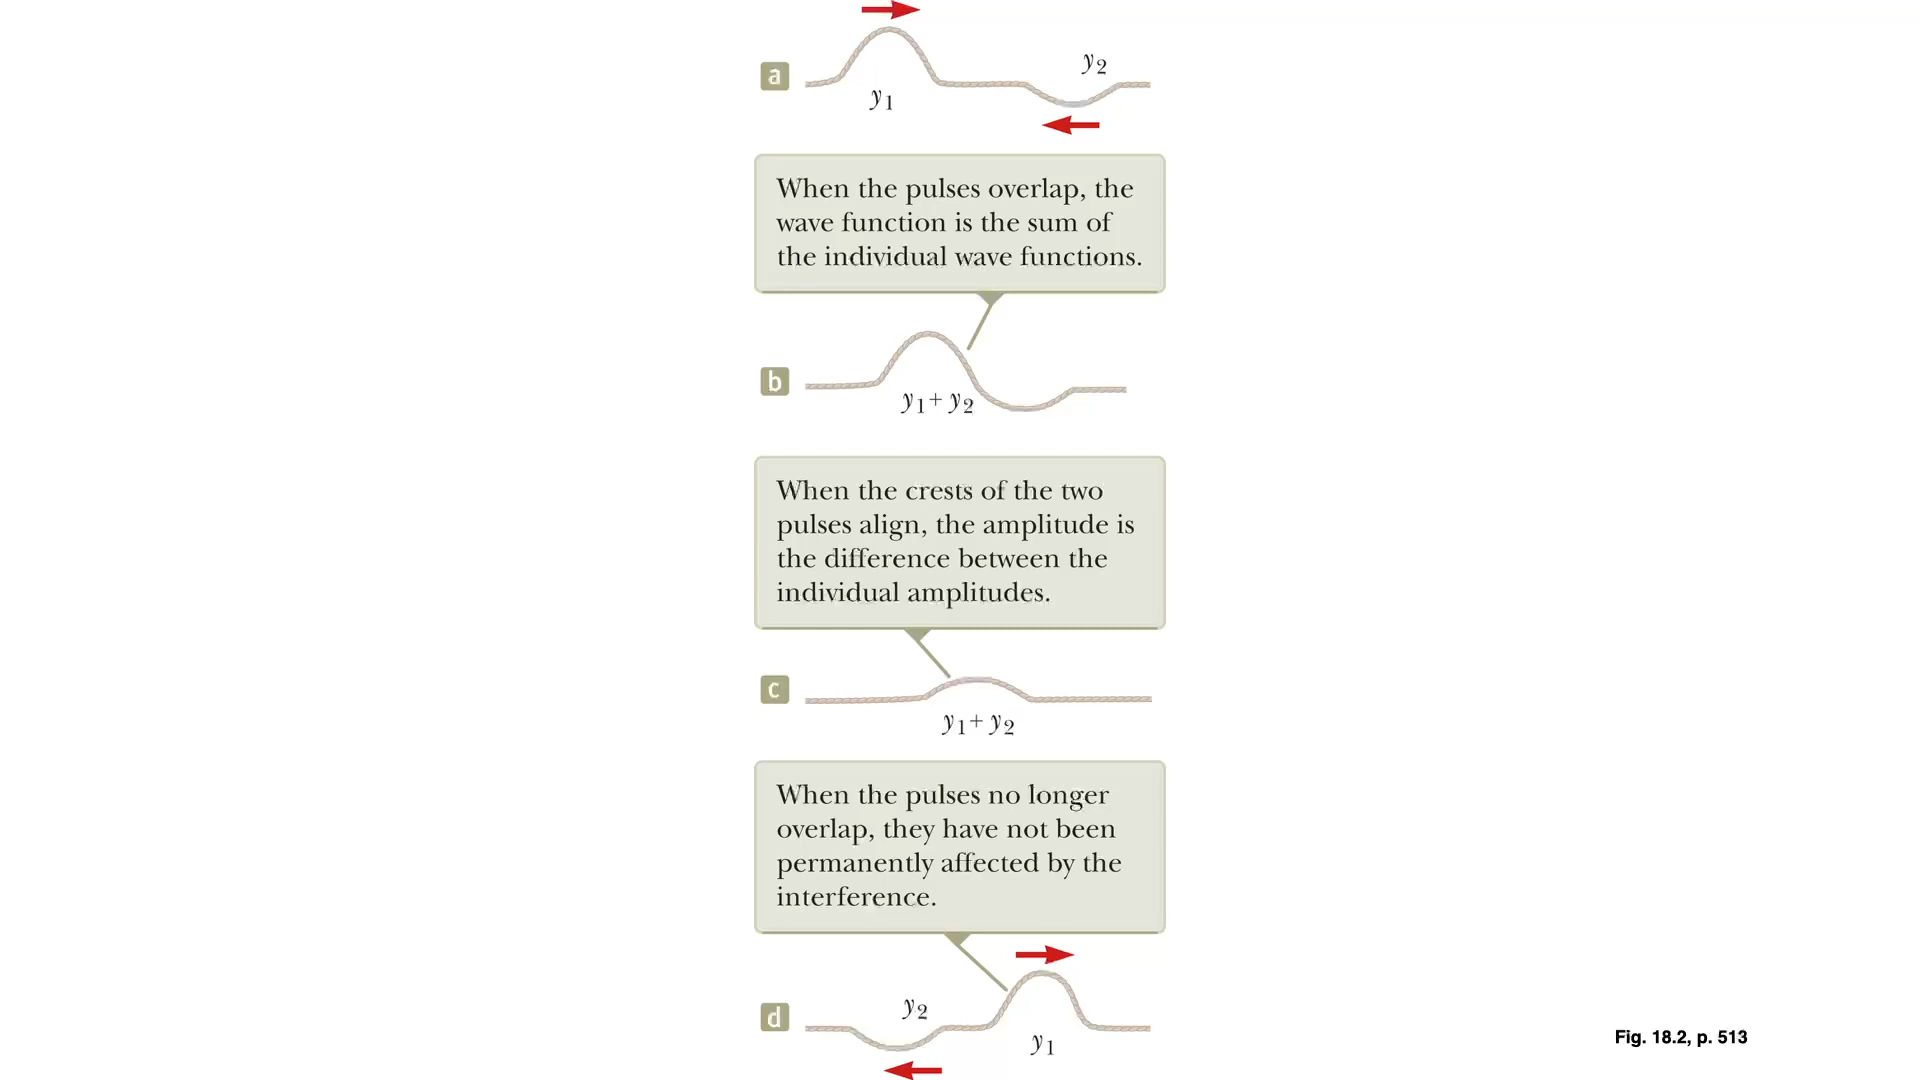 a
y2
y1
When the pulses overlap, the
wave function is the sum of
the individual wave functions.
b
y1+ y2
When the crests of the two
pulses align, the amplitude is
the difference between the
individual amplitudes.
c
y1+ y2
When the pulses no longer
overlap, they have not been
permanently affected by the
interference.
y2
d
y1
Fig. 18.2, p. 513